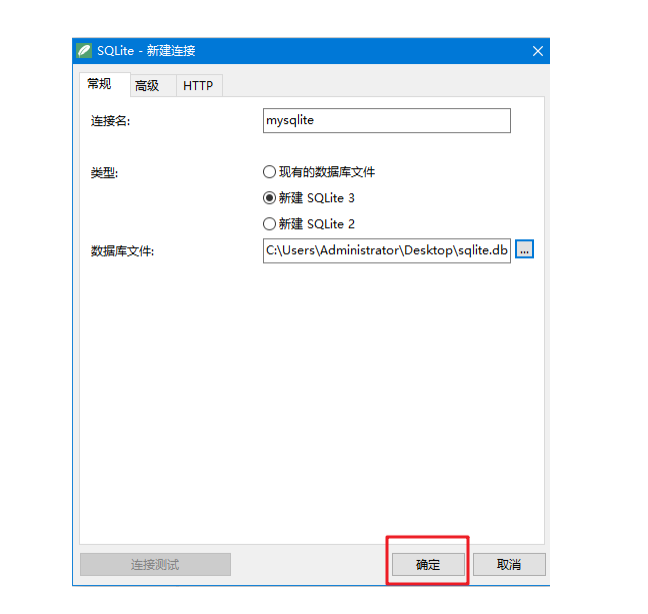 SQLite - 新建连接
常规 高级 HTTP
连接名: mysqlite
类型: 现有的数据库文件
新建 SQLite 3
新建 SQLite 2
数据库文件: C:\Users\Administrator\Desktop\sqlite.db ...
连接测试 确定 取消